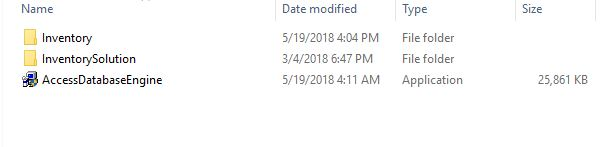 Name Date modified Type Size
Inventory 5/19/2018 4:04 PM File folder
InventorySolution 3/4/2018 6:47 PM File folder
AccessDatabaseEngine 5/19/2018 4:11 AM Application 25,861 KB